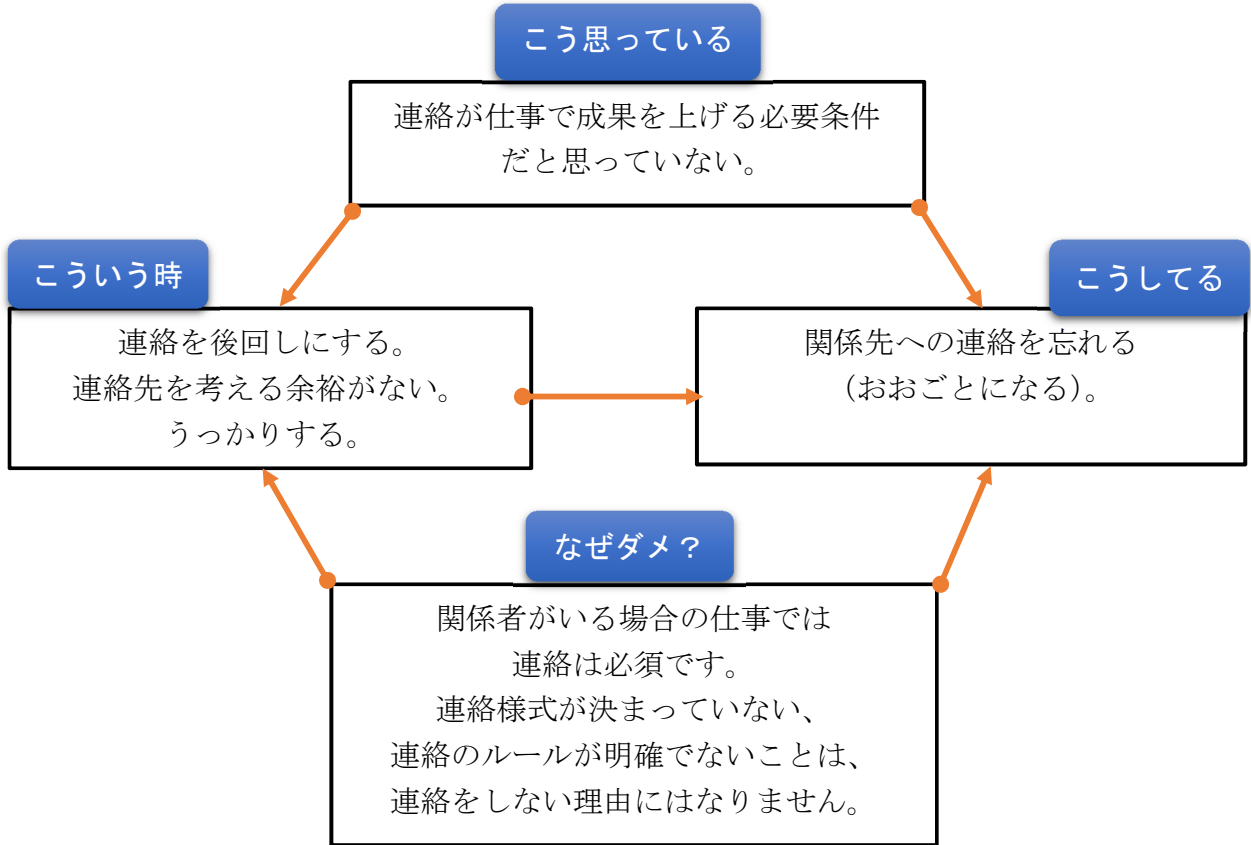 こう思っている
連絡が仕事で成果を上げる必要条件
だと思っていない。
こういう時
連絡を後回しにする。
連絡先を考える余裕がない。
うっかりする。
こうしてる
関係先への連絡を忘れる
（おおごとになる）。
なぜダメ？
関係者がいる場合の仕事では
連絡は必須です。
連絡様式が決まっていない、
連絡のルールが明確でないことは、
連絡をしない理由にはなりません。